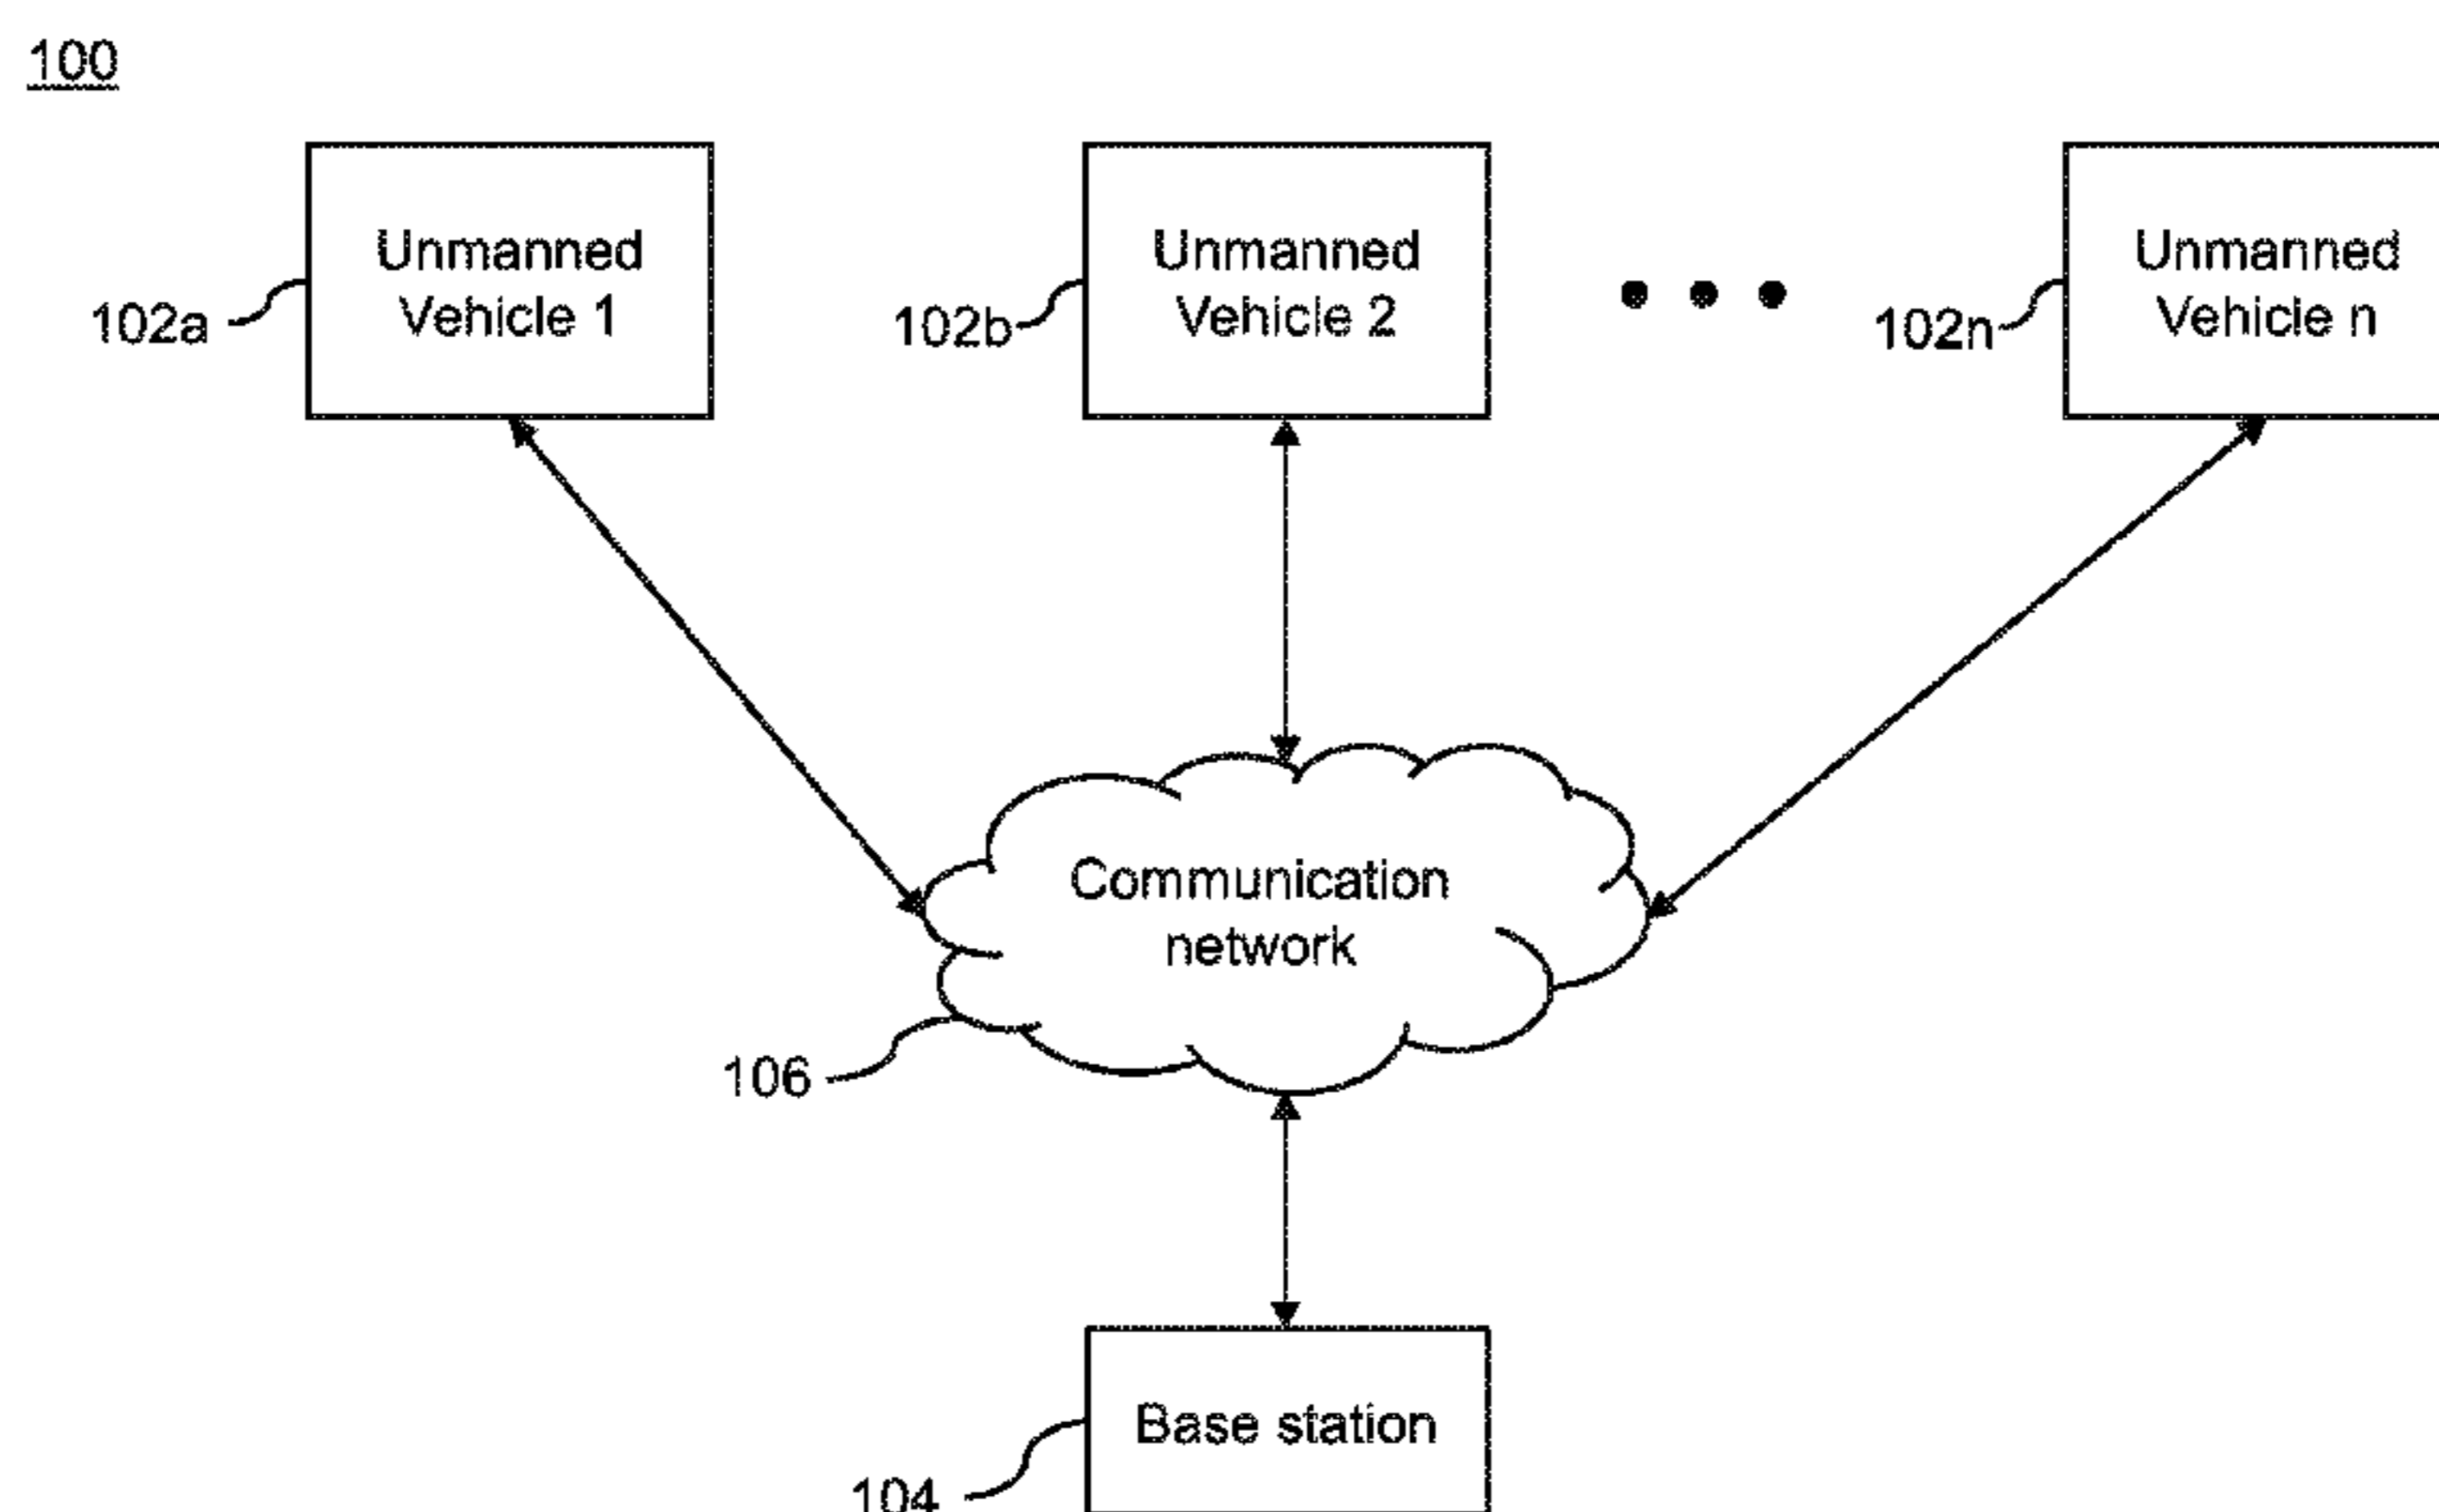 100
Unmanned
Vehicle 1
102a
Unmanned
Vehicle 2
102b
Unmanned
Vehicle n
102n
Communication
network
106
Base station
104